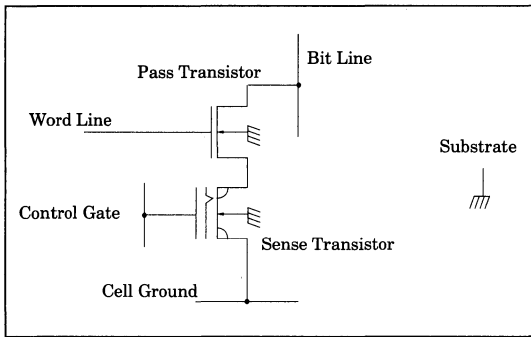 Bit Line
Pass Transistor
Word Line
Substrate
Control Gate
Sense Transistor
Cell Ground